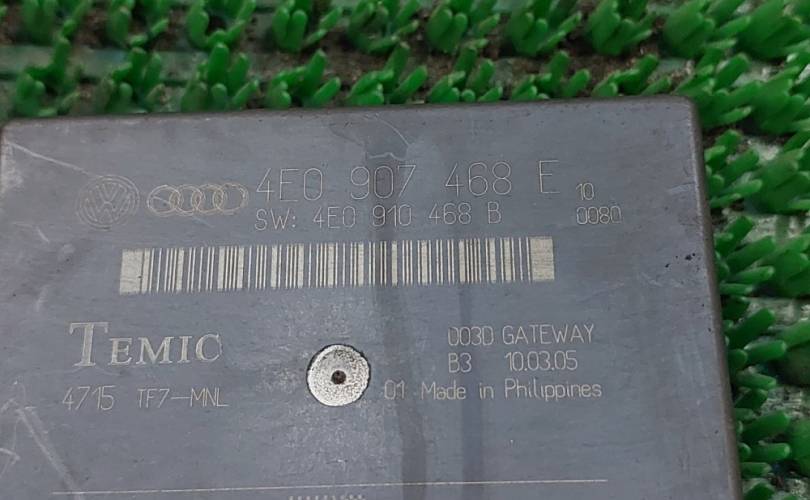 4E0 907 468 E 10
SW: 4E0 910 468 B 0080
TEMIC
0030 GATEWAY
B3 10.03.05
4715 TF7-MNL
01 Made in Philippines